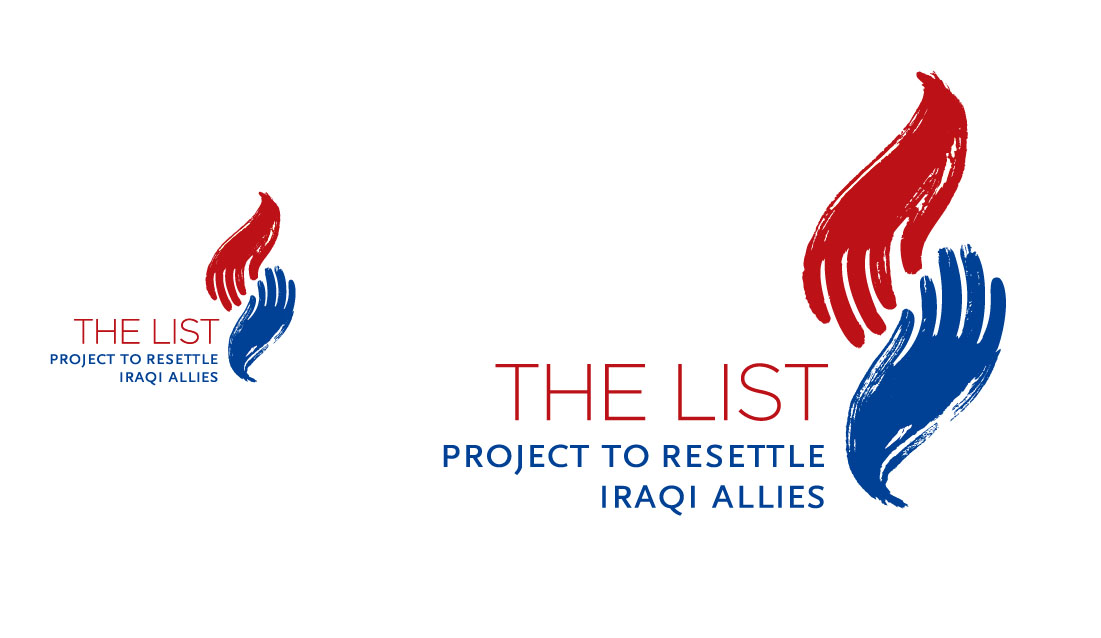 THE LIST
PROJECT TO RESETTLE
IRAQI ALLIES
THE LIST
PROJECT TO RESETTLE
IRAQI ALLIES